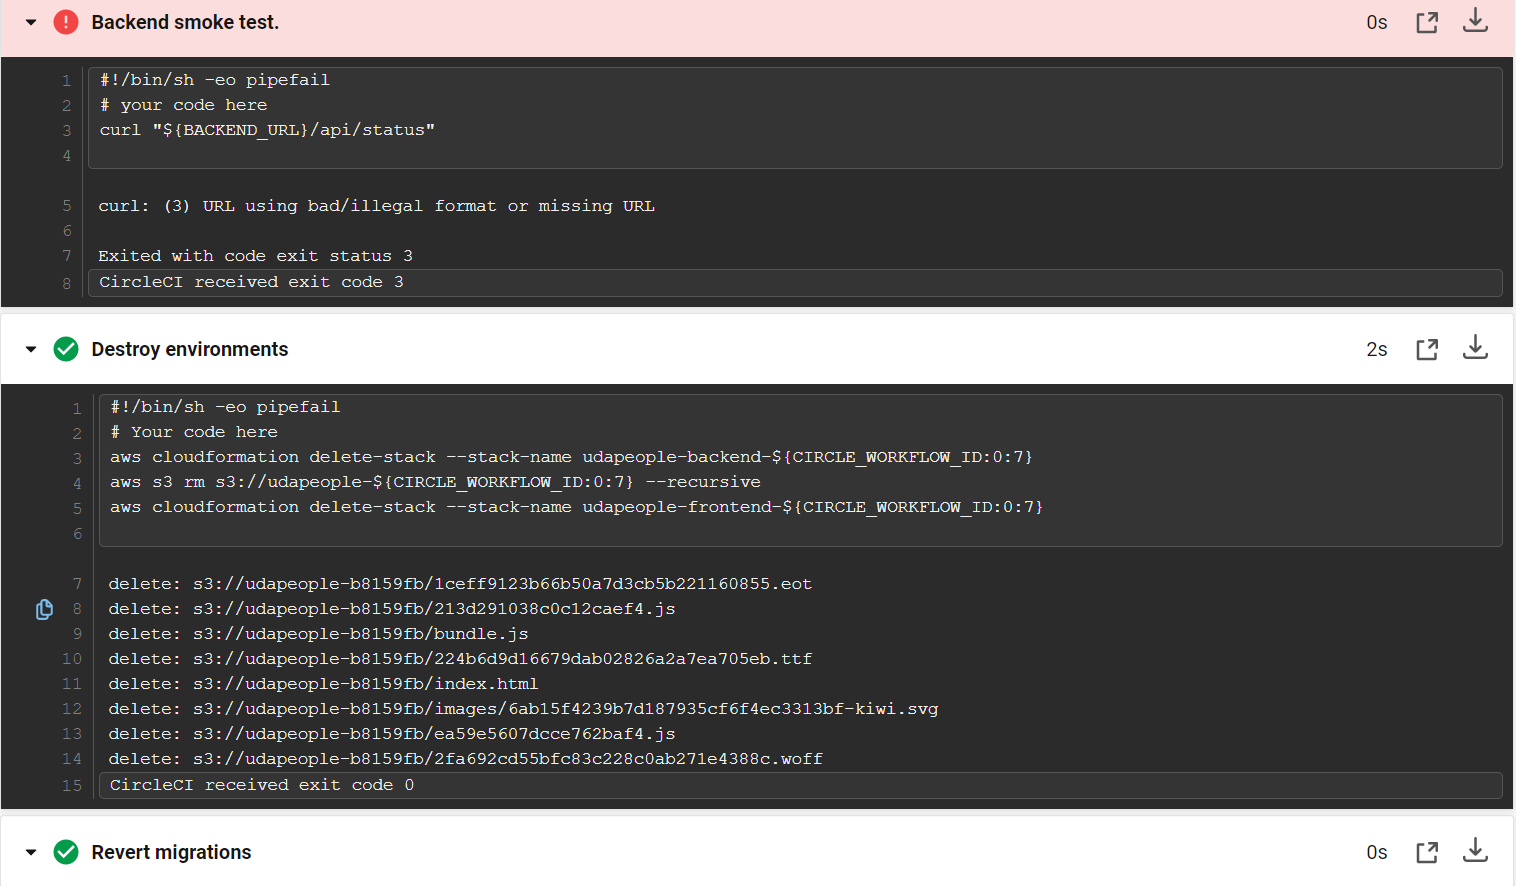 Backend smoke test.
0s
1 #!/bin/sh -eo pipefail
2 # your code here
3 curl "${BACKEND_URL}/api/status"
4
5 curl: (3) URL using bad/illegal format or missing URL
6
7 Exited with code exit status 3
8 CircleCI received exit code 3
Destroy environments
2s
1 #!/bin/sh -eo pipefail
2 # Your code here
3 aws cloudformation delete-stack --stack-name udapeople-backend-${CIRCLE_WORKFLOW_ID:0:7}
4 aws s3 rm s3://udapeople-${CIRCLE_WORKFLOW_ID:0:7} --recursive
5 aws cloudformation delete-stack --stack-name udapeople-frontend-${CIRCLE_WORKFLOW_ID:0:7}
6
7 delete: s3://udapeople-b8159fb/1ceff9123b66b50a7d3cb5b221160855.eot
8 delete: s3://udapeople-b8159fb/213d291038c0c12caef4.js
9 delete: s3://udapeople-b8159fb/bundle.js
10 delete: s3://udapeople-b8159fb/224b6d9d16679dab02826a2a7ea705eb.ttf
11 delete: s3://udapeople-b8159fb/index.html
12 delete: s3://udapeople-b8159fb/images/6ab15f4239b7d187935cf6f4ec3313bf-kiwi.svg
13 delete: s3://udapeople-b8159fb/ea59e5607dcce762baf4.js
14 delete: s3://udapeople-b8159fb/2fa692cd55bfc83c228c0ab271e4388c.woff
15 CircleCI received exit code 0
Revert migrations
0s